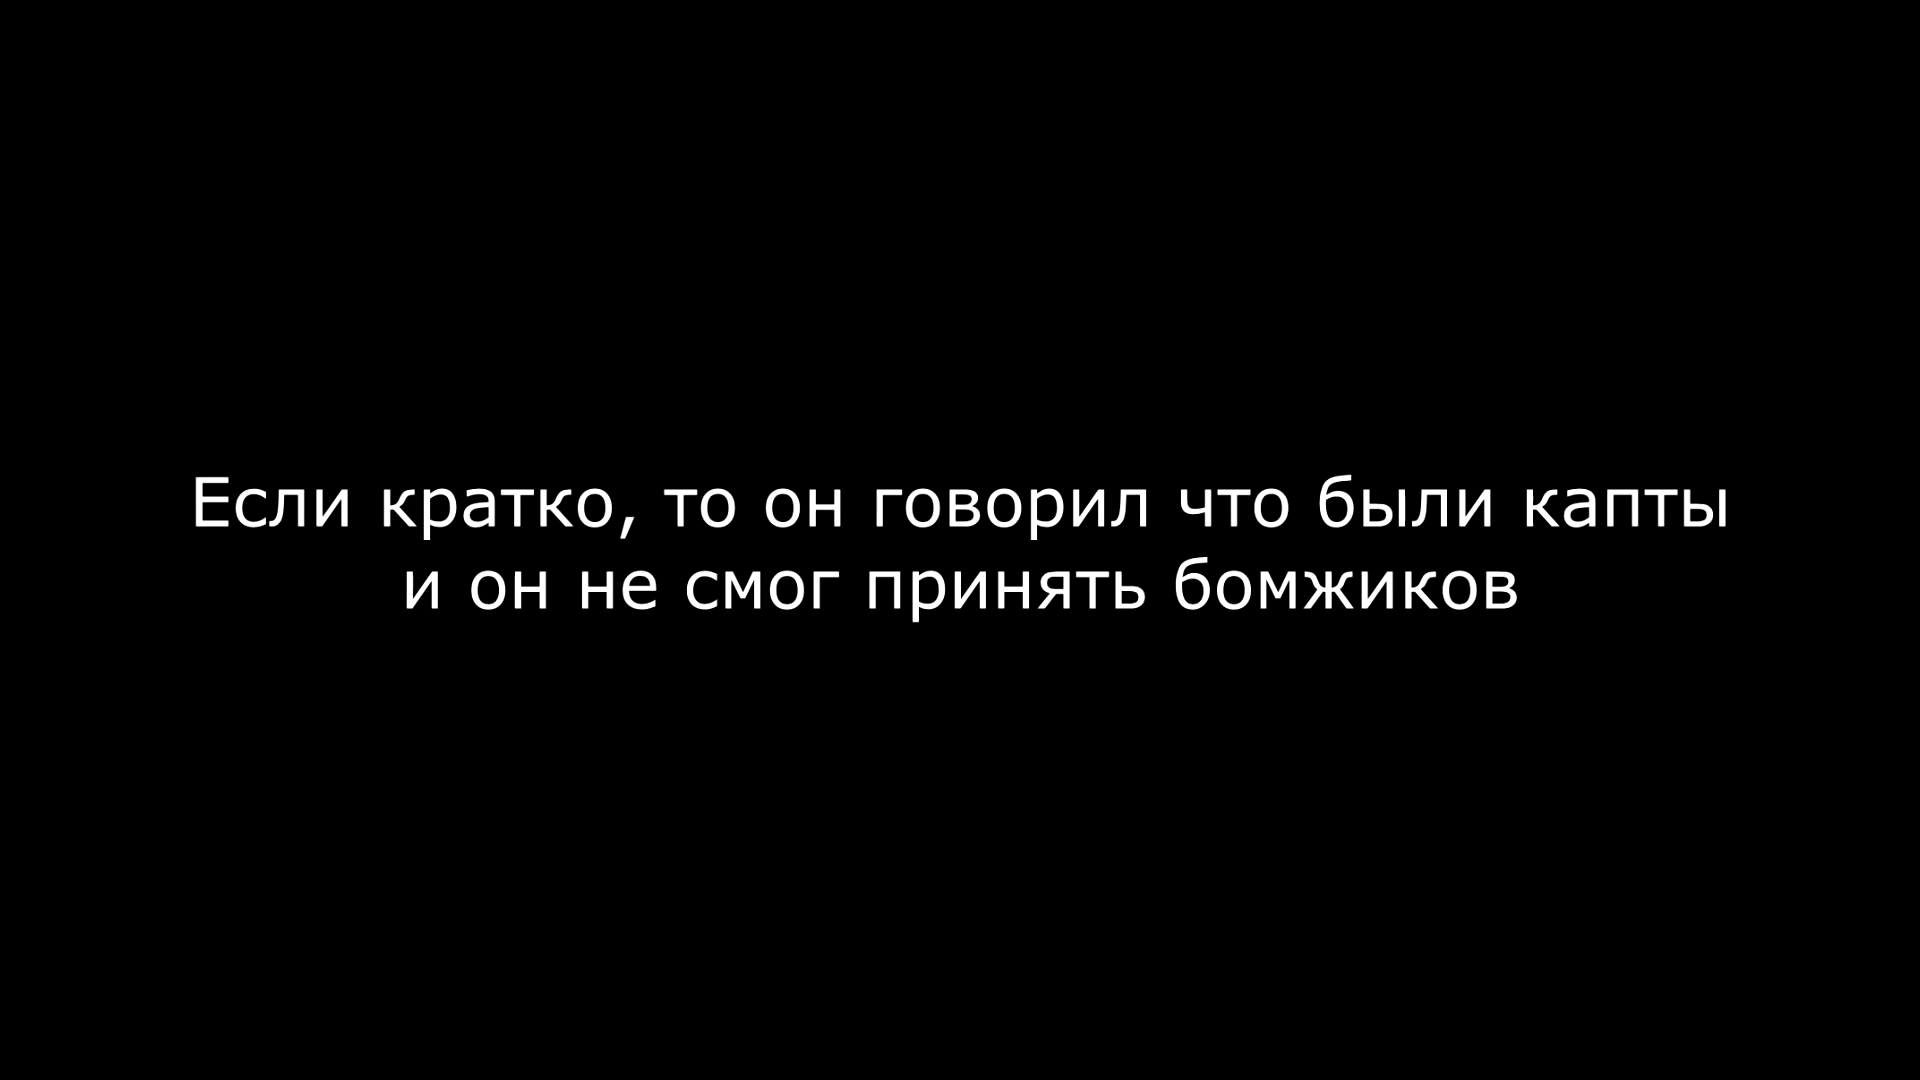 Если кратко, то он говорил что были капты
и он не смог принять бомжиков